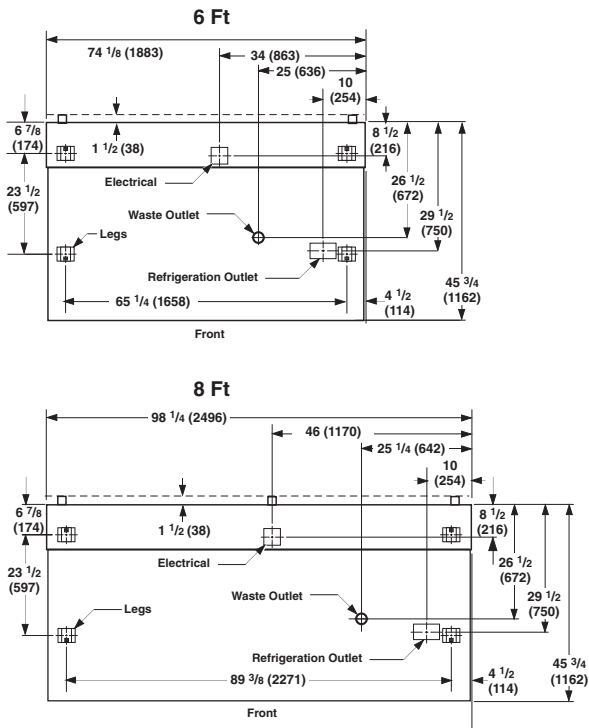 6 Ft
74 1/8 (1883)
34 (863)
25 (636)
10
(254)
6 7/8
(174)
1 1/2 (38)
8 1/2
(216)
Electrical
23 1/2
(597)
26 1/2
(672)
Waste Outlet
29 1/2
(750)
Legs
Refrigeration Outlet
65 1/4 (1658)
4 1/2
(114)
45 3/4
(1162)
Front
8 Ft
98 1/4 (2496)
46 (1170)
25 1/4 (642)
10
(254)
6 7/8
(174)
1 1/2 (38)
8 1/2
(216)
Electrical
23 1/2
(597)
26 1/2
(672)
Waste Outlet
29 1/2
(750)
Legs
Refrigeration Outlet
89 3/8 (2271)
4 1/2
(114)
45 3/4
(1162)
Front